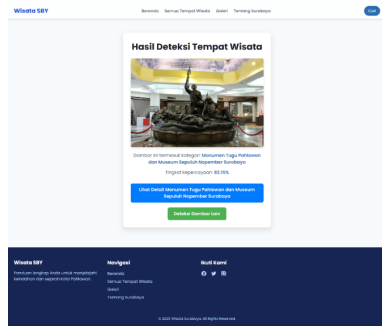 Wisata SBY
Beranda Semua Tempat Wisata Galeri Tentang Surabaya
Cari
Hasil Deteksi Tempat Wisata
Gambar ini termasuk kategori: Monumen Tugu Pahlawan
dan Museum Sepuluh Nopember Surabaya
Tingkat kepercayaan:
Lihat Detail Monumen Tugu Pahlawan dan Museum
Sepuluh Nopember Surabaya
Deteksi Gambar Lain
Wisata SBY
Panduan lengkap Anda untuk menjelajahi
keindahan dan sejarah Kota Pahlawan.
Navigasi
Beranda
Semua Tempat Wisata
Galeri
Tentang Surabaya
Ikuti Kami
© 2025 Wisata Surabaya. All Rights Reserved.